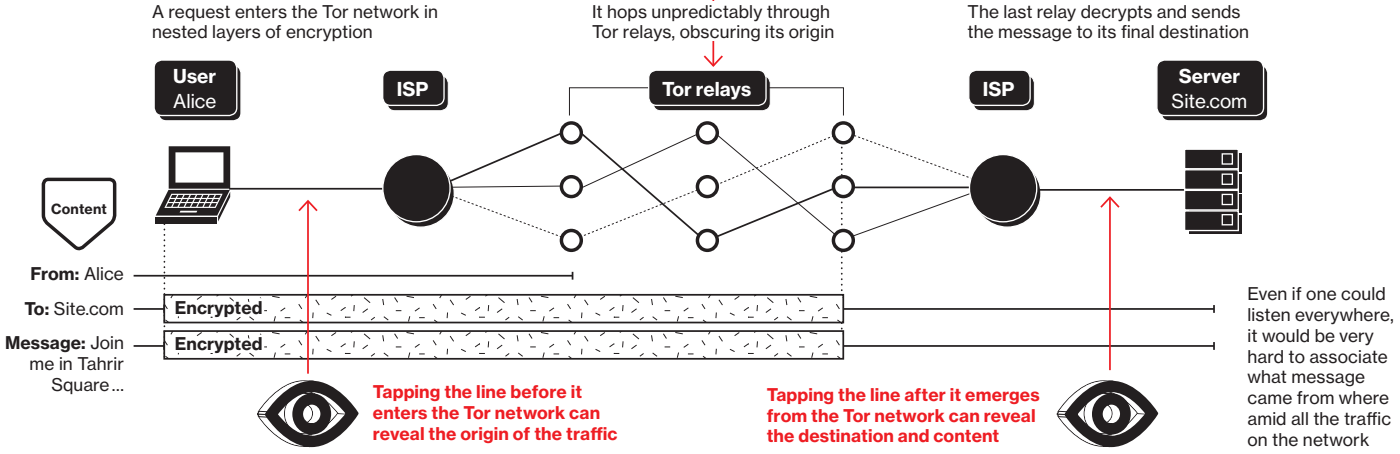 A request enters the Tor network in
nested layers of encryption
It hops unpredictably through
Tor relays, obscuring its origin
The last relay decrypts and sends
the message to its final destination
User
Alice
ISP
Tor relays
ISP
Server
Site.com
Content
From: Alice
To: Site.com
Encrypted
Message: Join
me in Tahrir
Square...
Encrypted
Tapping the line before it
enters the Tor network can
reveal the origin of the traffic
Tapping the line after it emerges
from the Tor network can reveal
the destination and content
Even if one could
listen everywhere,
it would be very
hard to associate
what message
came from where
amid all the traffic
on the network